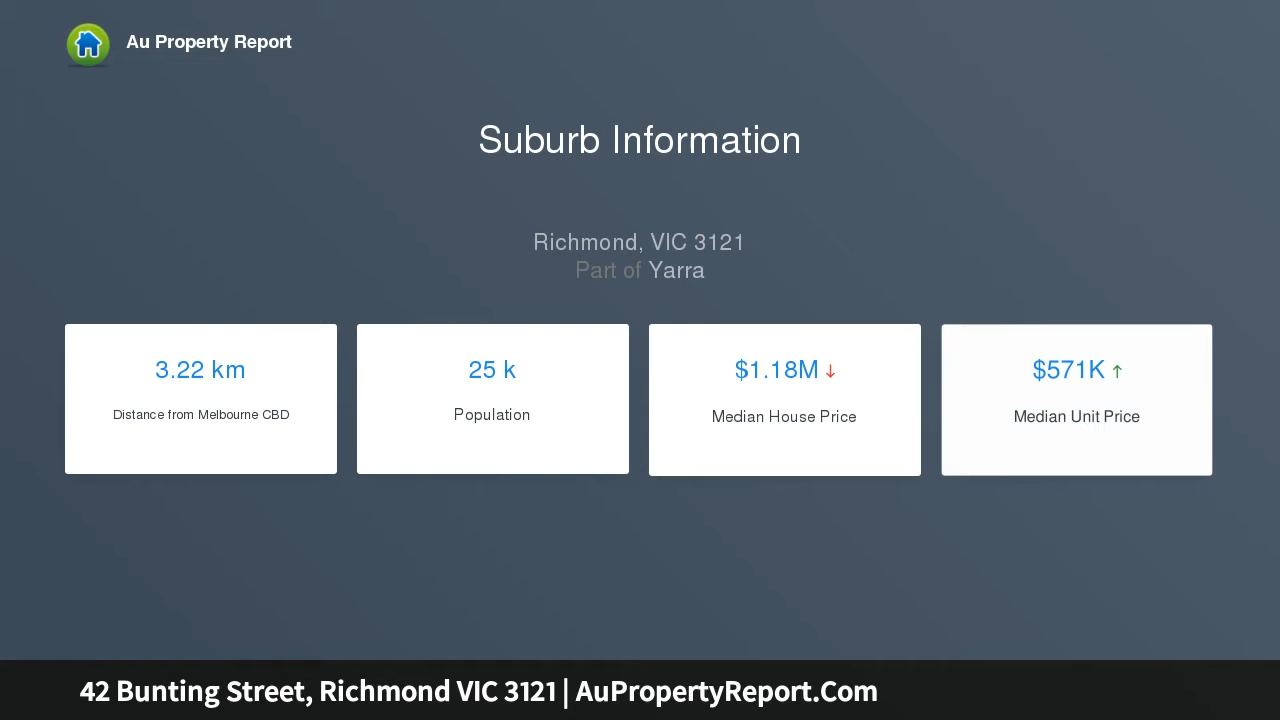 Au Property Report
Suburb Information
Richmond, VIC 3121
Part of Yarra
3.22 km
Distance from Melbourne CBD
25 k
Population
$1.18M ↓
Median House Price
$571K ↑
Median Unit Price
42 Bunting Street, Richmond VIC 3121 | AuPropertyReport.Com